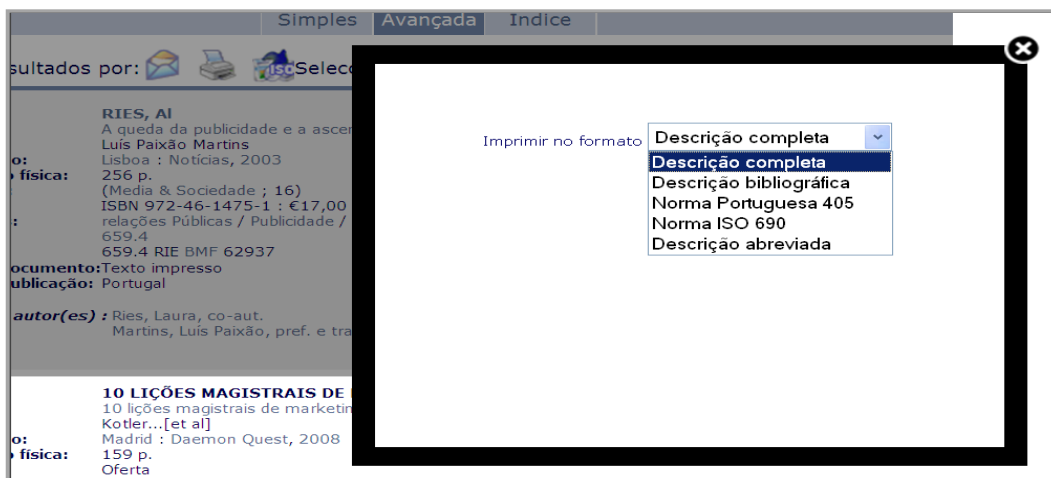 Simples Avançada Indice
sultados por: ISO Selecc
RIES, Al
A queda da publicidade e a ascen
Luís Paixão Martins
o: Lisboa : Notícias, 2003
física: 256 p.
(Media & Sociedade ; 16)
ISBN 972-46-1475-1 : €17,00
: relações Públicas / Publicidade /
659.4
659.4 RIE BMF 62937
ocumento: Texto impresso
ublicação: Portugal
autor(es) : Ries, Laura, co-aut.
Martins, Luís Paixão, pref. e tra
10 LIÇÕES MAGISTRAIS DE
10 lições magistrais de marketin
Kotler...[et al]
o: Madrid : Daemon Quest, 2008
física: 159 p.
Oferta
Imprimir no formato Descrição completa
Descrição completa
Descrição bibliográfica
Norma Portuguesa 405
Norma ISO 690
Descrição abreviada